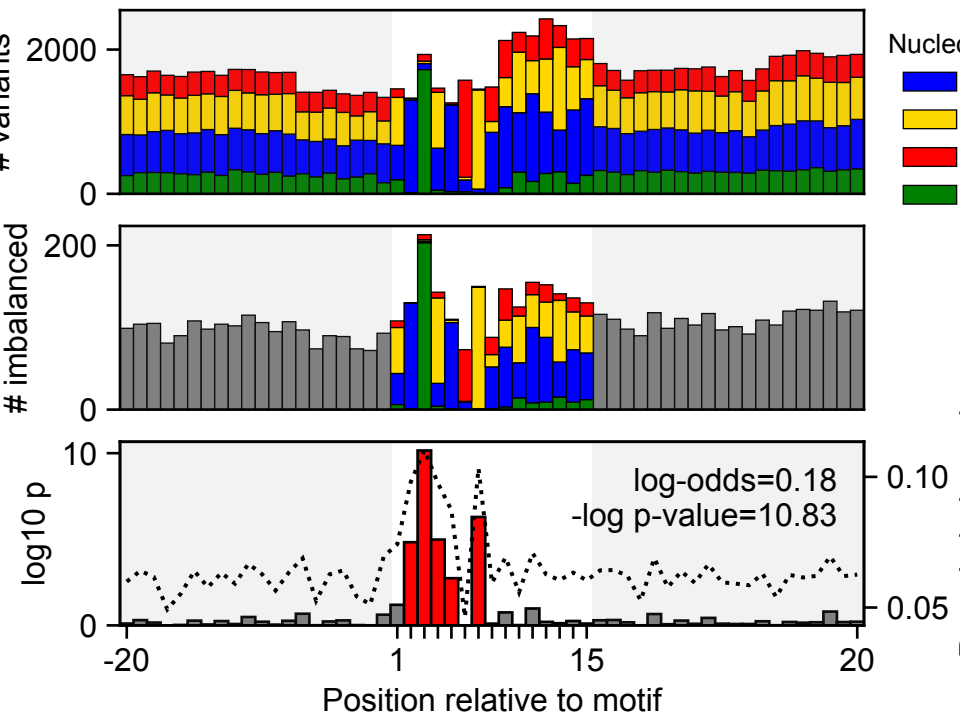 # variants
2000
0
Nucleo
# imbalanced
200
0
log10 p
10
0
log-odds=0.18
-log p-value=10.83
0.10
0.05
-20
1
15
20
Position relative to motif